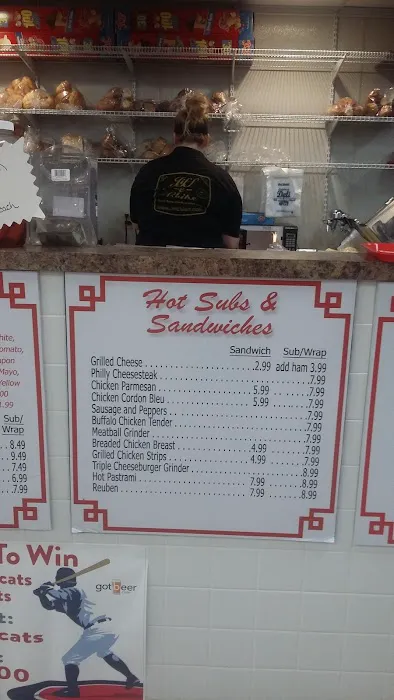 Hot Subs &
Sandwiches
Sandwich Sub/Wrap
Grilled Cheese 2.99 add ham 3.99
Philly Cheesesteak 7.99
Chicken Parmesan 5.99 7.99
Chicken Cordon Bleu 5.99 7.99
Sausage and Peppers 7.99
Buffalo Chicken Tender 7.99
Meatball Grinder 7.99
Breaded Chicken Breast 4.99 7.99
Grilled Chicken Strips 4.99 7.99
Triple Cheeseburger Grinder 8.99
Hot Pastrami 7.99 8.99
Reuben 7.99 8.99
Sub/
Wrap
8.49
9.49
7.49
6.99
7.99
To Win
cats
gotbeer